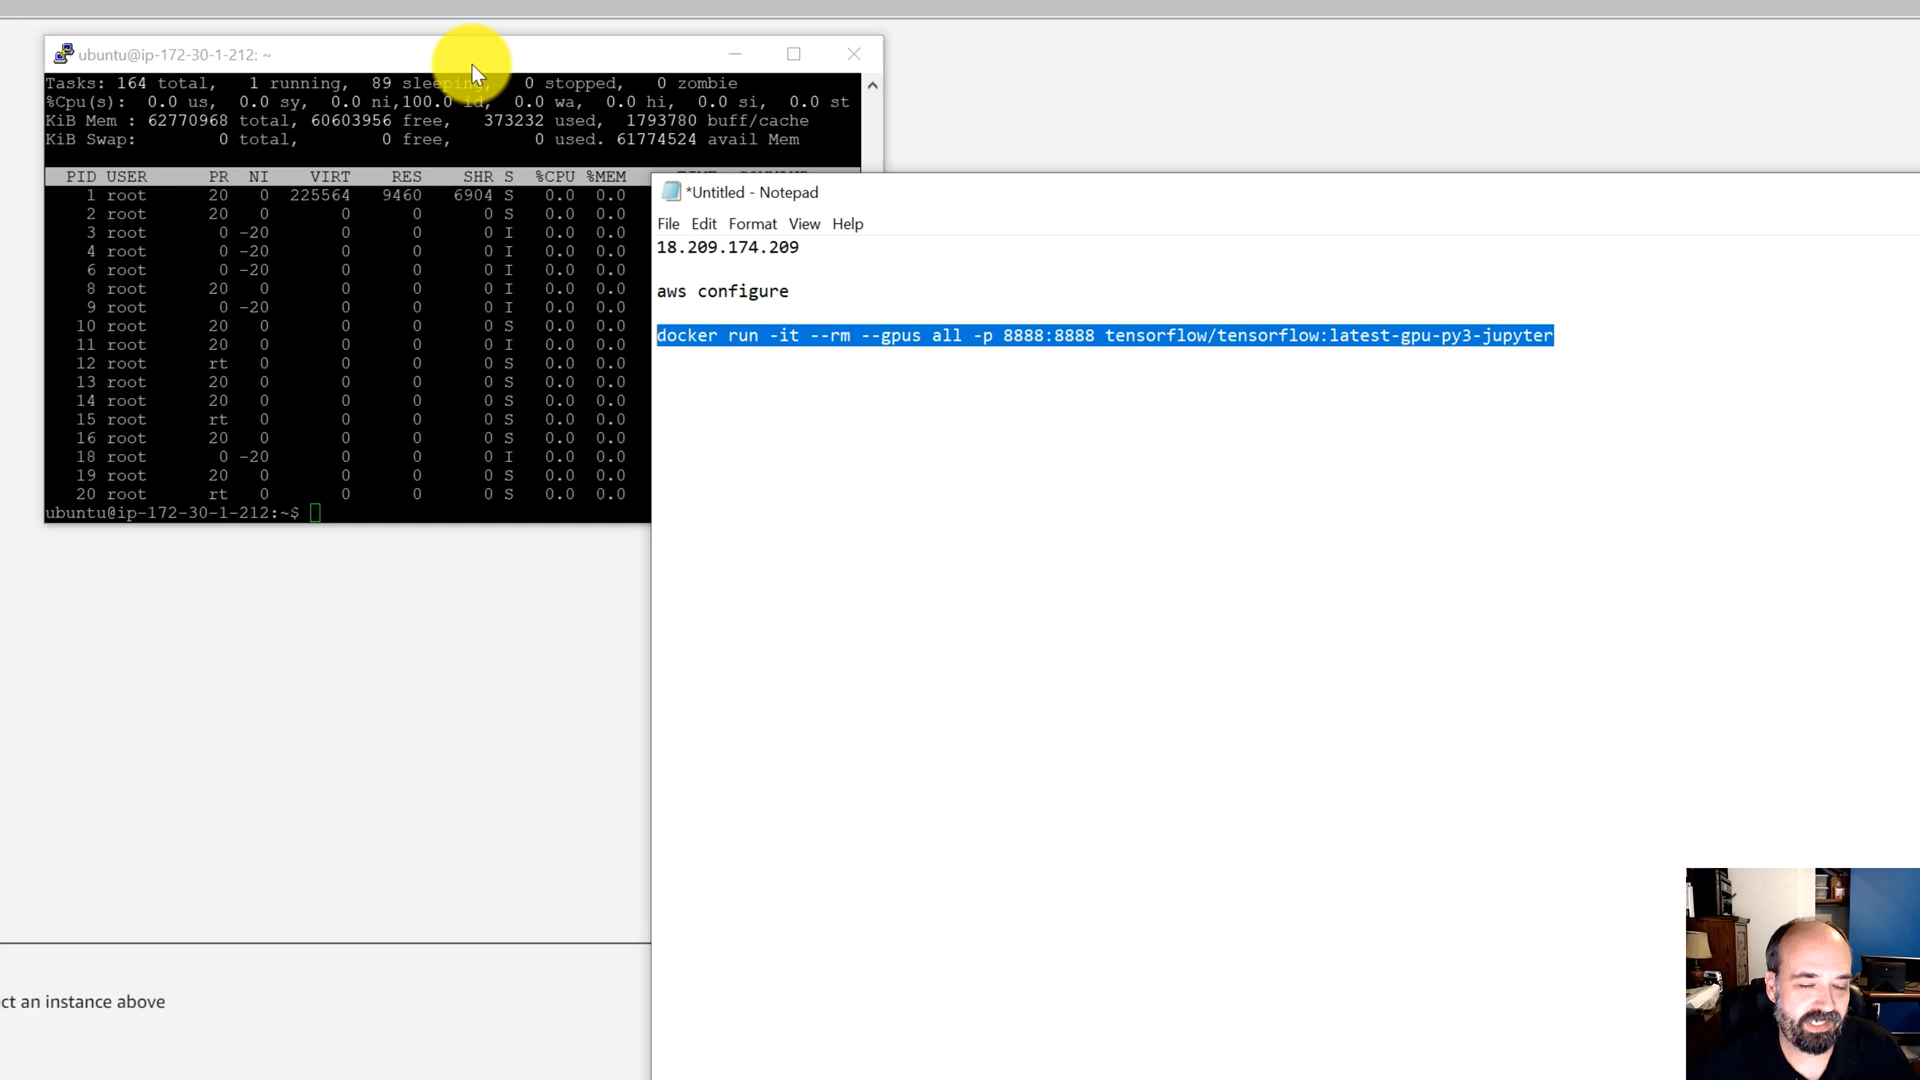 ubuntu@ip-172-30-1-212: ~
Tasks: 164 total, 1 running, 89 sleeping, 0 stopped, 0 zombie
%Cpu(s): 0.0 us, 0.0 sy, 0.0 ni,100.0 id, 0.0 wa, 0.0 hi, 0.0 si, 0.0 st
KiB Mem : 62770968 total, 60603956 free, 373232 used, 1793780 buff/cache
KiB Swap: 0 total, 0 free, 0 used. 61774524 avail Mem
PID USER PR NI VIRT RES SHR S %CPU %MEM
1 root 20 0 225564 9460 6904 S 0.0 0.0
2 root 20 0 0 0 0 S 0.0 0.0
3 root 0 -20 0 0 0 I 0.0 0.0
4 root 0 -20 0 0 0 I 0.0 0.0
6 root 0 -20 0 0 0 I 0.0 0.0
8 root 20 0 0 0 0 S 0.0 0.0
9 root 0 -20 0 0 0 I 0.0 0.0
10 root 20 0 0 0 0 S 0.0 0.0
11 root 20 0 0 0 0 I 0.0 0.0
12 root rt 0 0 0 0 S 0.0 0.0
13 root 20 0 0 0 0 S 0.0 0.0
14 root 20 0 0 0 0 S 0.0 0.0
15 root rt 0 0 0 0 S 0.0 0.0
16 root 20 0 0 0 0 S 0.0 0.0
18 root 0 -20 0 0 0 I 0.0 0.0
19 root 20 0 0 0 0 S 0.0 0.0
20 root rt 0 0 0 0 S 0.0 0.0
ubuntu@ip-172-30-1-212:~$
*Untitled - Notepad
File Edit Format View Help
18.209.174.209
aws configure
docker run -it --rm --gpus all -p 8888:8888 tensorflow/tensorflow:latest-gpu-py3-jupyter
ct an instance above